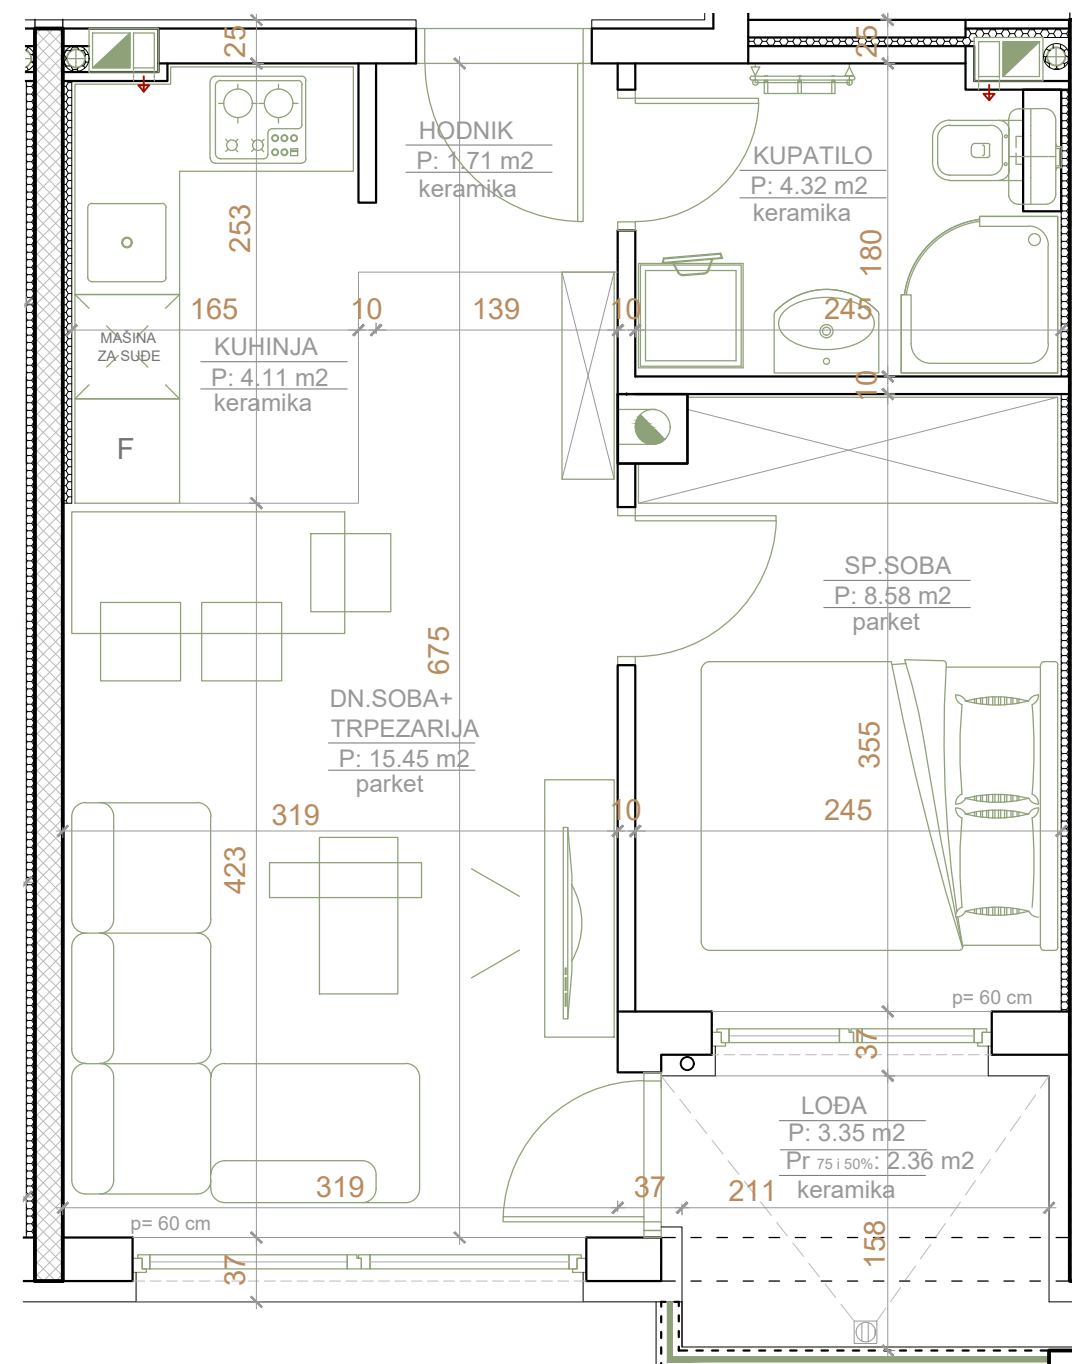 25
25
HODNIK
P: 1.71 m2
keramika
KUPATILO
P: 4.32 m2
keramika
253
180
165
10
139
10
245
MAŠINA
ZA SUĐE
KUHINJA
P: 4.11 m2
keramika
10
F
SP.SOBA
P: 8.58 m2
parket
675
DN.SOBA+
TRPEZARIJA
P: 15.45 m2
parket
355
319
10
245
423
p= 60 cm
37
LOĐA
P: 3.35 m2
Pr 75 i 50%: 2.36 m2
keramika
319
37
211
p= 60 cm
158
37